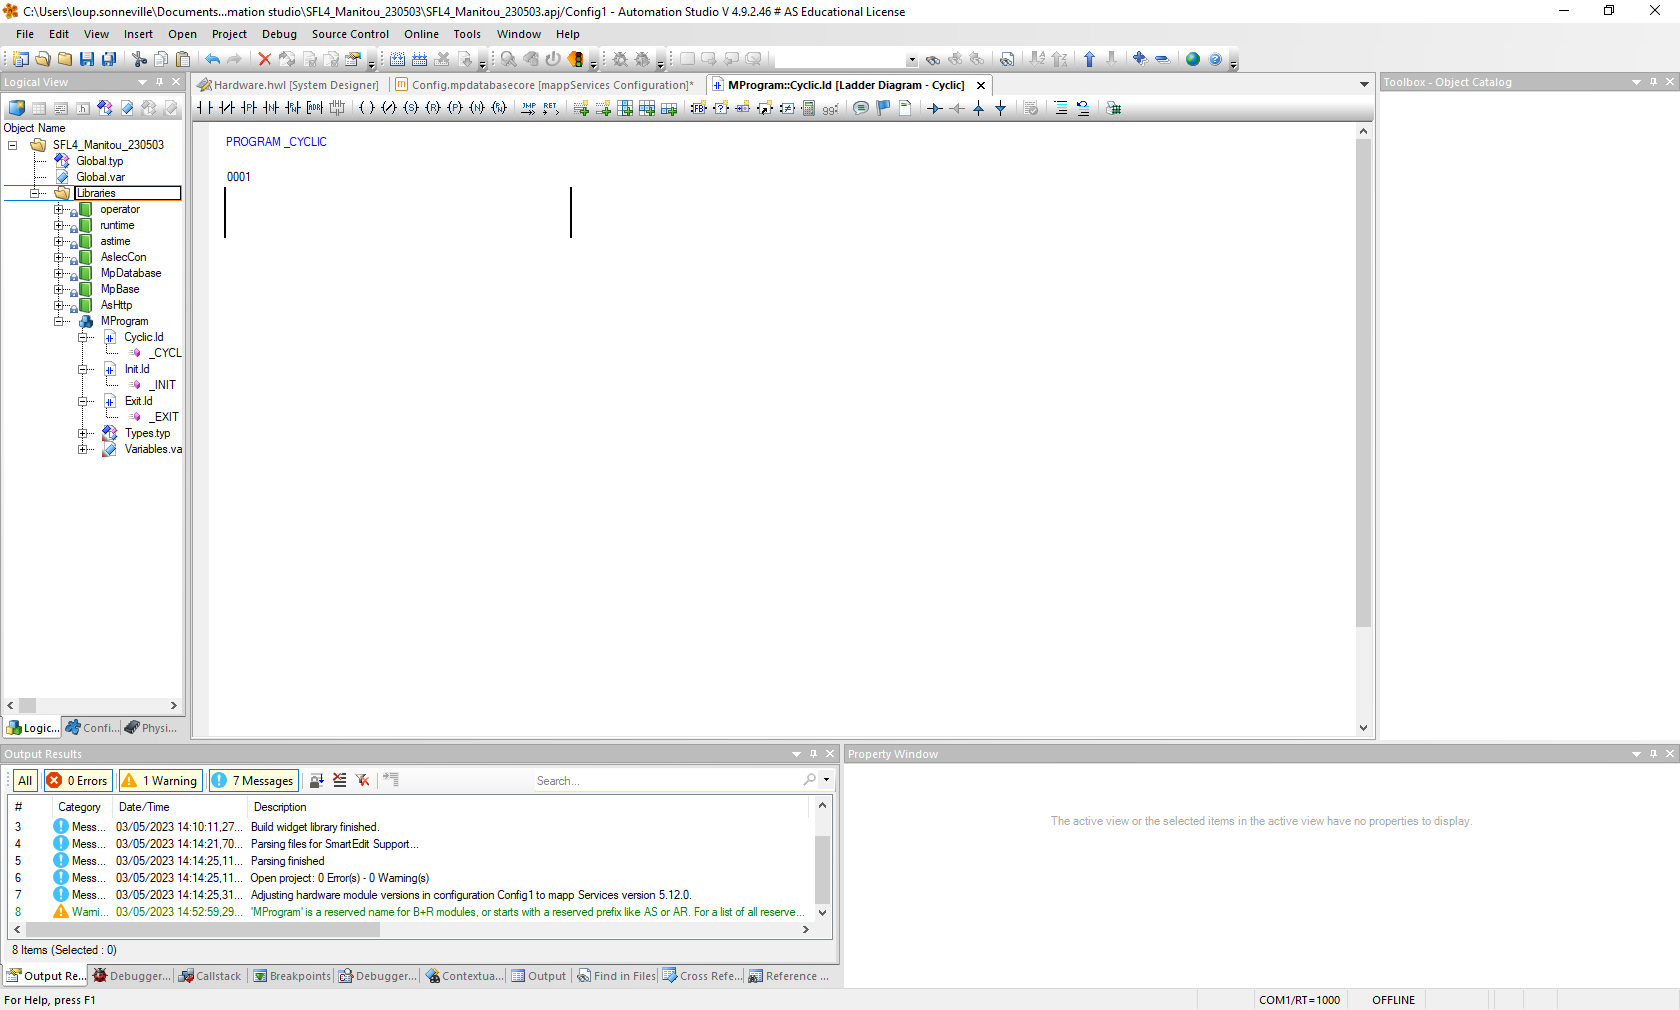 C:\Users\loup.sonneville\Documents...mation studio\SFL4_Manitou_230503\SFL4_Manitou_230503.apj/Config1 - Automation Studio V 4.9.2.46 # AS Educational License
File Edit View Insert Open Project Debug Source Control Online Tools Window Help
Logical View
Hardware.hwl [System Designer]
Config.mpdatabasecore [mappServices Configuration]*
MProgram::Cyclic.ld [Ladder Diagram - Cyclic]
Toolbox - Object Catalog
Object Name
SFL4_Manitou_230503
Global.typ
Global.var
Libraries
operator
runtime
astime
AsIecCon
MpDatabase
MpBase
AsHttp
MProgram
Cyclic.ld
_CYCL
Init.ld
_INIT
Exit.ld
_EXIT
Types.typ
Variables.va
PROGRAM _CYCLIC
0001
Logic... Confi... Physi...
Output Results
All 0 Errors 1 Warning 7 Messages Search...
# Category Date/Time Description
3 Mess... 03/05/2023 14:10:11,27... Build widget library finished.
4 Mess... 03/05/2023 14:14:21,70... Parsing files for SmartEdit Support...
5 Mess... 03/05/2023 14:14:25,11... Parsing finished
6 Mess... 03/05/2023 14:14:25,11... Open project: 0 Error(s) - 0 Warning(s)
7 Mess... 03/05/2023 14:14:25,31... Adjusting hardware module versions in configuration Config1 to mapp Services version 5.12.0.
8 Warni... 03/05/2023 14:52:59,29... 'MProgram' is a reserved name for B+R modules, or starts with a reserved prefix like AS or AR. For a list of all reserve...
8 Items (Selected : 0)
Output Re... Debugger... Callstack Breakpoints Debugger... Contextua... Output Find in Files Cross Refe... Reference ...
Property Window
The active view or the selected items in the active view have no properties to display.
For Help, press F1
COM1/RT=1000 OFFLINE